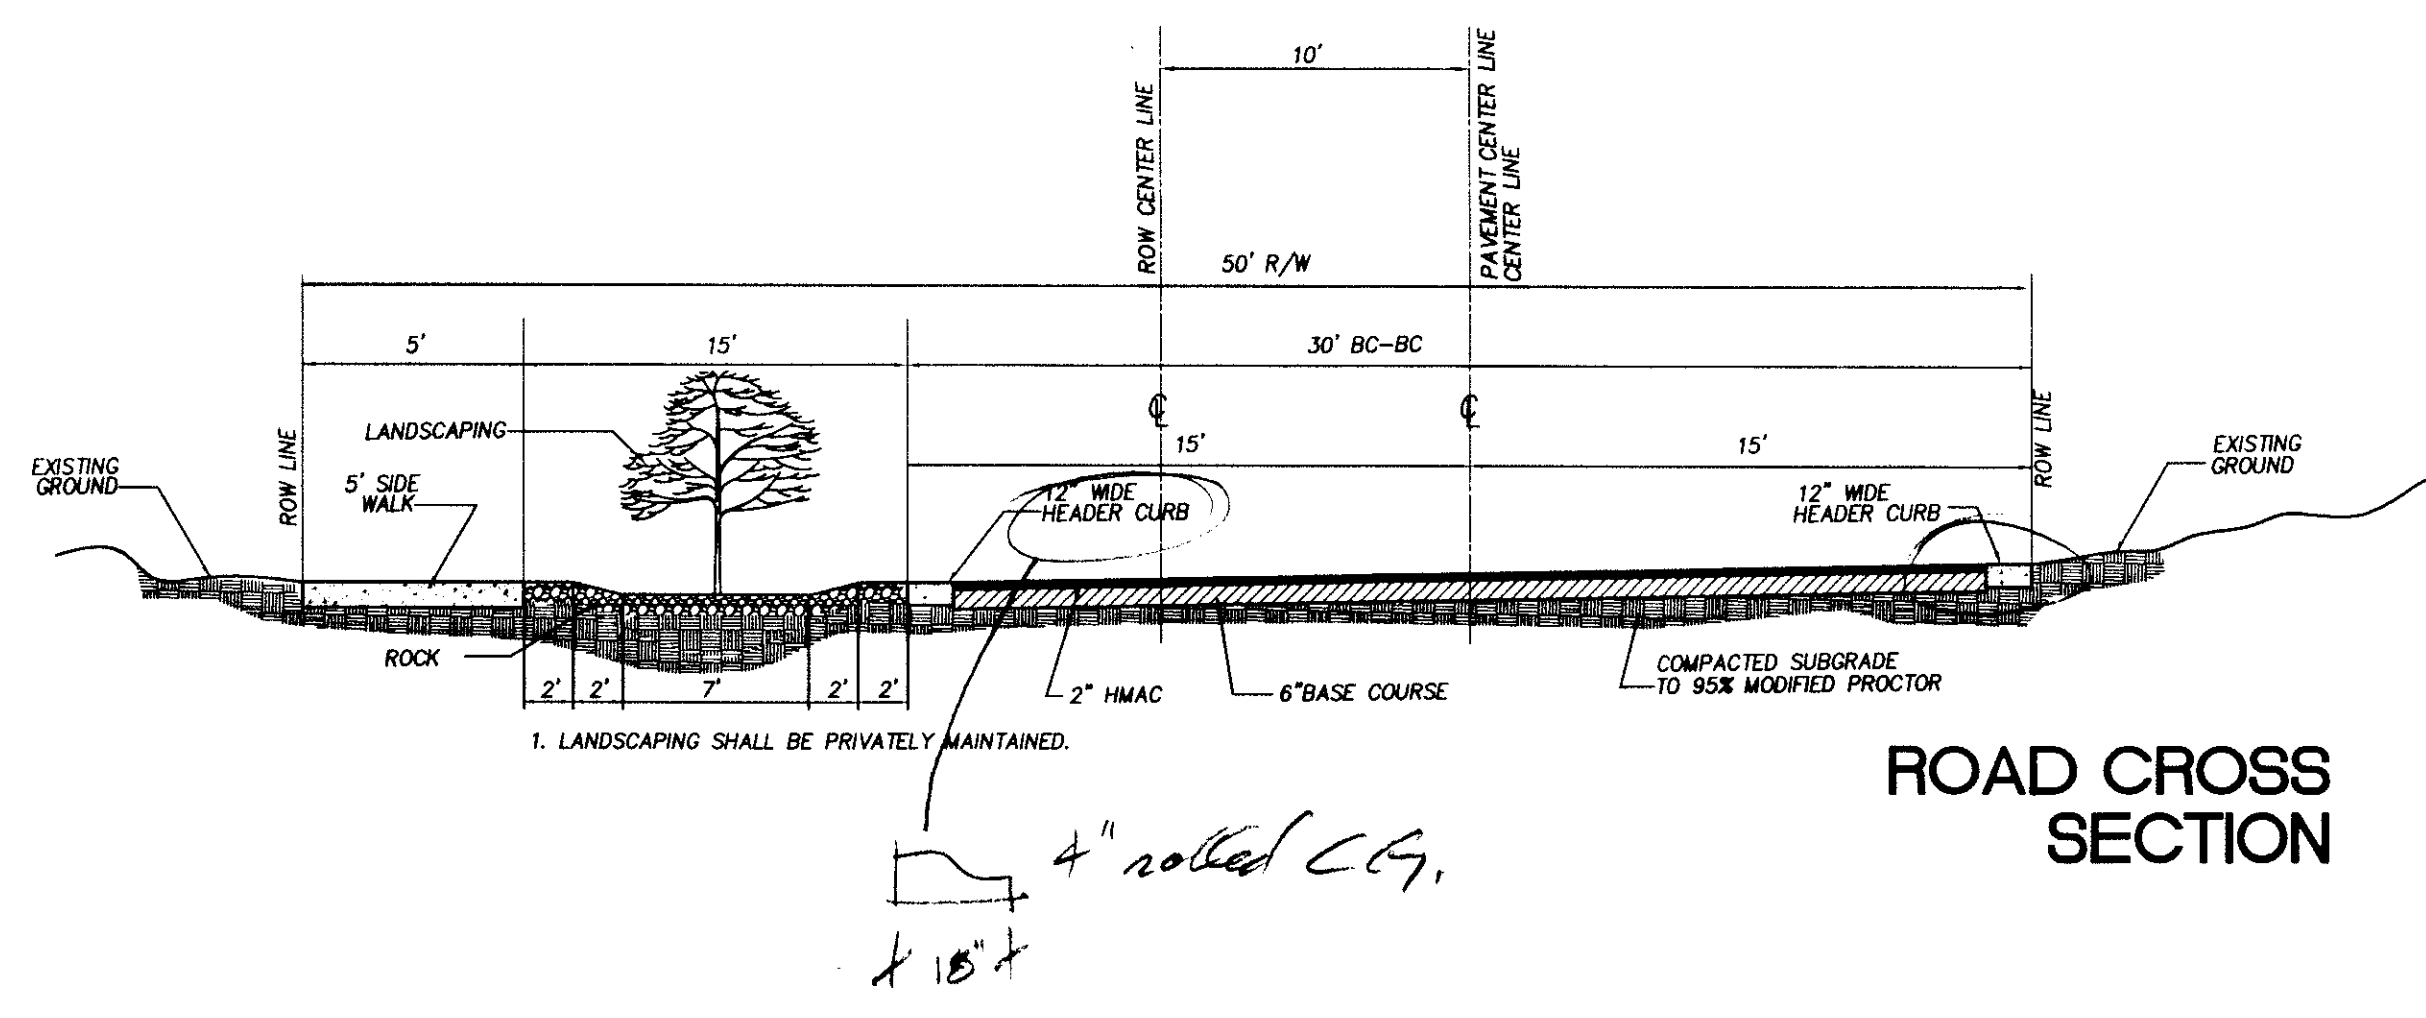 10'
ROW CENTER LINE
PAVEMENT CENTER LINE
CENTER LINE
50' R/W
5'
15'
30' BC-BC
LANDSCAPING
15'
15'
ROW LINE
ROW LINE
EXISTING
GROUND
5' SIDE
WALK
12" WIDE
HEADER CURB
12" WIDE
HEADER CURB
EXISTING
GROUND
ROCK
2'
2'
7'
2'
2'
2" HMAC
6"BASE COURSE
COMPACTED SUBGRADE
TO 95% MODIFIED PROCTOR
1. LANDSCAPING SHALL BE PRIVATELY MAINTAINED.
ROAD CROSS
SECTION
4" rolled
18"